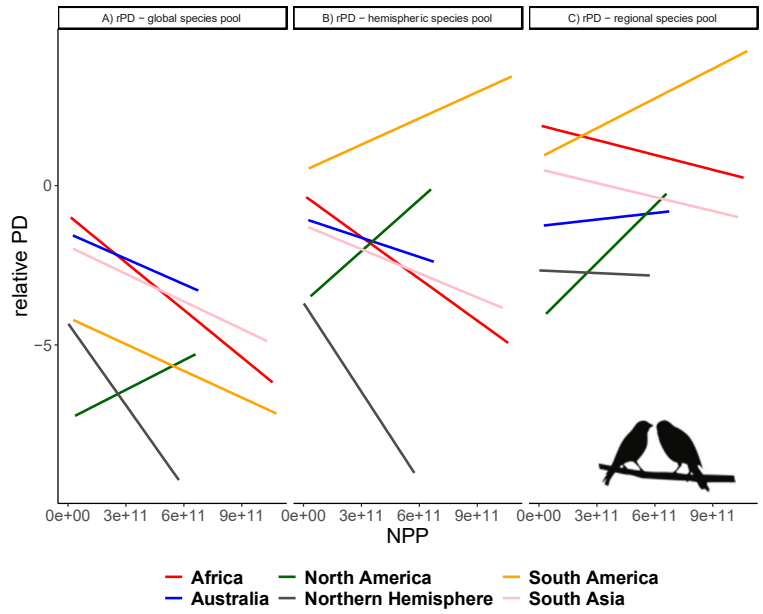 A) rPD − global species pool
B) rPD − hemispheric species pool
C) rPD − regional species pool
relative PD
0
−5
0e+00 3e+11 6e+11 9e+11
0e+00 3e+11 6e+11 9e+11
0e+00 3e+11 6e+11 9e+11
NPP
Africa North America South America
Australia Northern Hemisphere South Asia